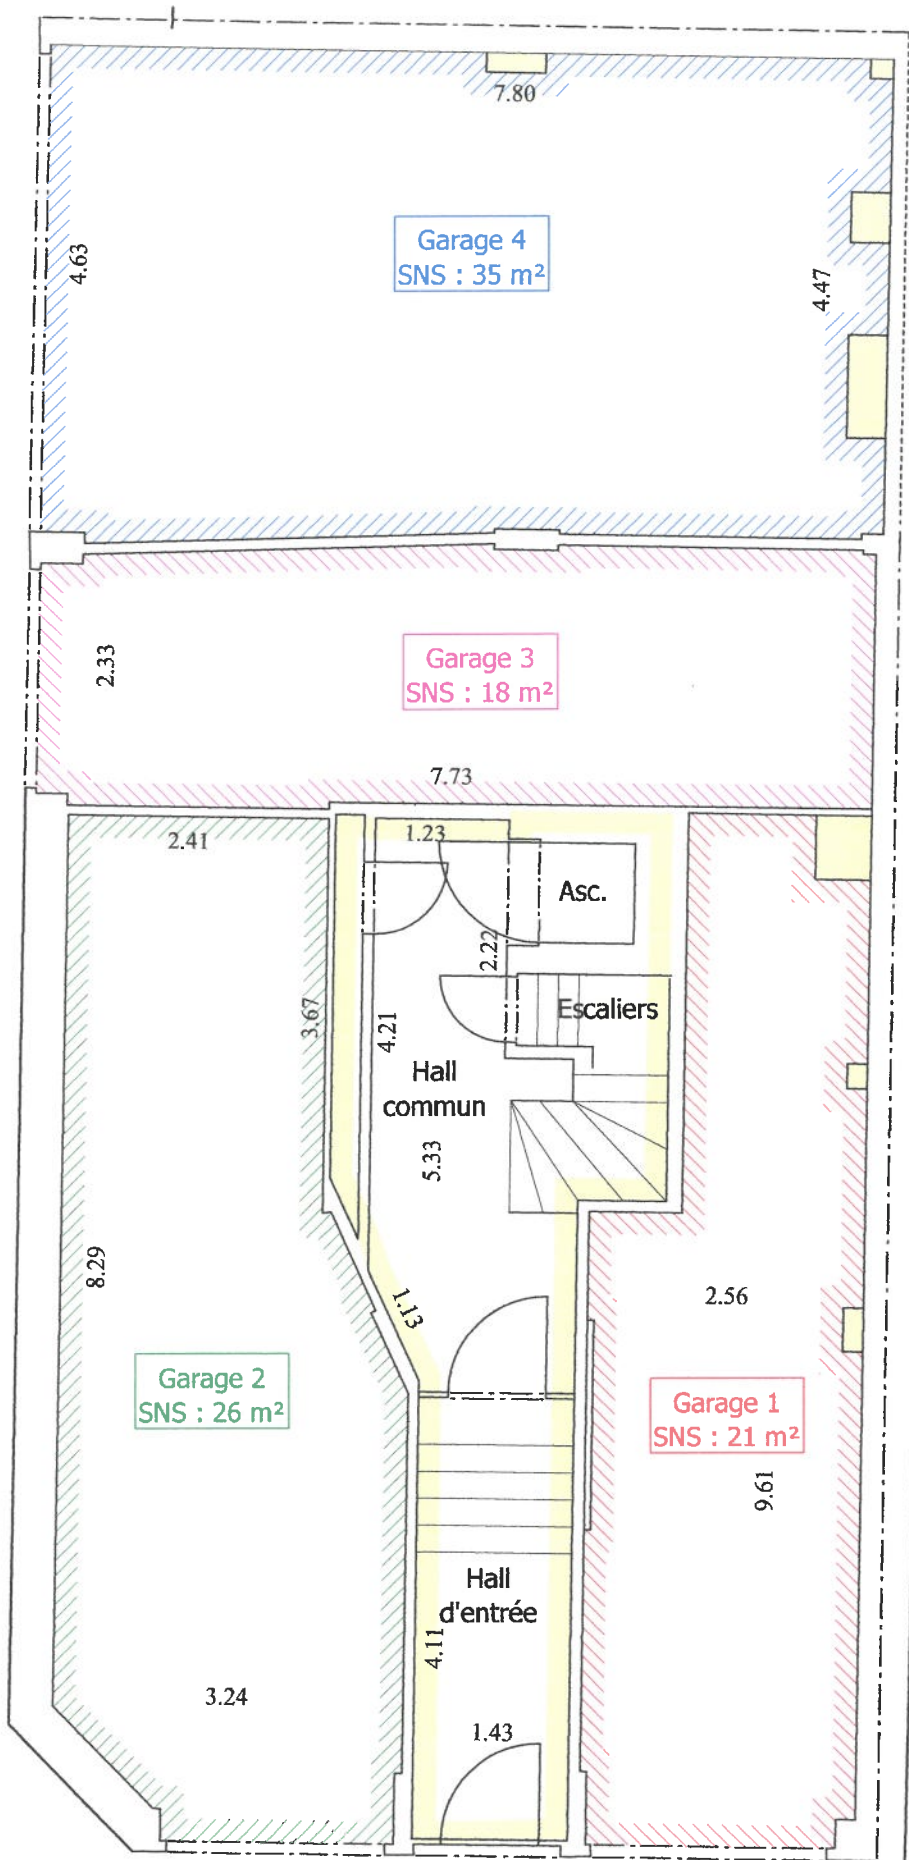 7.80
Garage 4
SNS : 35 m²
4.63
4.47
2.33
Garage 3
SNS : 18 m²
7.73
2.41
1.23
Asc.
2.22
3.67
4.21
Escaliers
Hall
commun
5.33
8.29
1.13
2.56
Garage 2
SNS : 26 m²
Garage 1
SNS : 21 m²
9.61
Hall
d'entrée
4.11
3.24
1.43